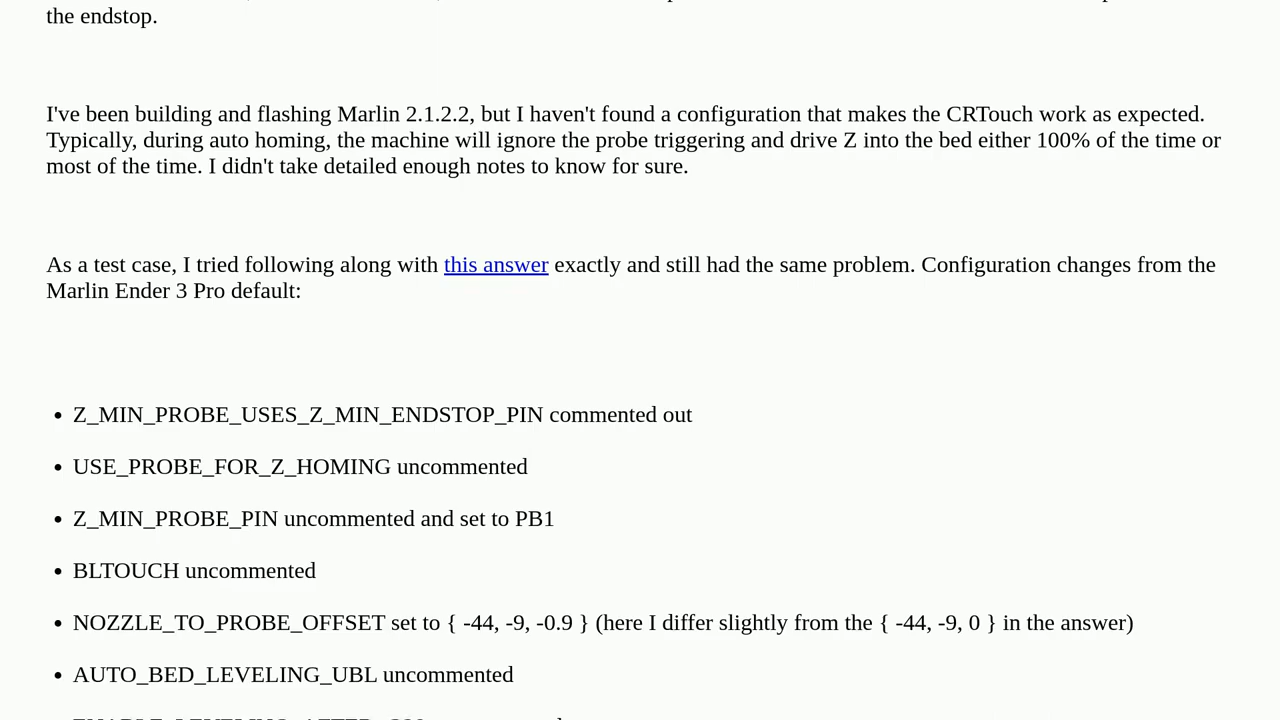 the endstop.
I've been building and flashing Marlin 2.1.2.2, but I haven't found a configuration that makes the CRTouch work as expected.
Typically, during auto homing, the machine will ignore the probe triggering and drive Z into the bed either 100% of the time or
most of the time. I didn't take detailed enough notes to know for sure.
As a test case, I tried following along with this answer exactly and still had the same problem. Configuration changes from the
Marlin Ender 3 Pro default:
• Z_MIN_PROBE_USES_Z_MIN_ENDSTOP_PIN commented out
• USE_PROBE_FOR_Z_HOMING uncommented
• Z_MIN_PROBE_PIN uncommented and set to PB1
• BLTOUCH uncommented
• NOZZLE_TO_PROBE_OFFSET set to { -44, -9, -0.9 } (here I differ slightly from the { -44, -9, 0 } in the answer)
• AUTO_BED_LEVELING_UBL uncommented